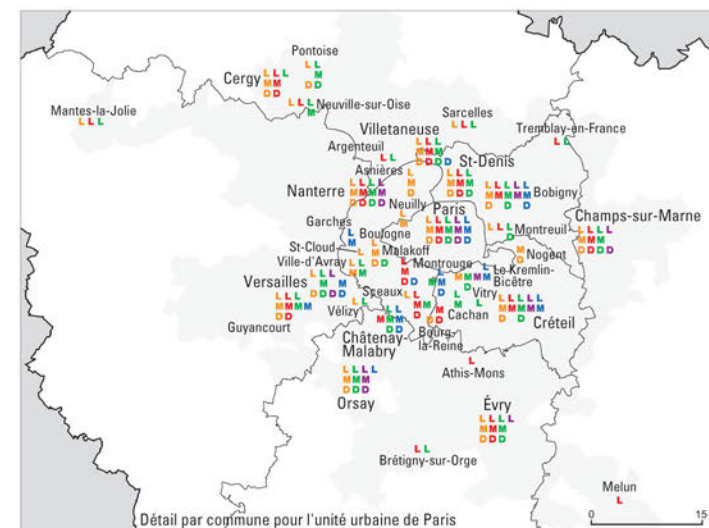 Pontoise
L L
M
D D
Cergy
L L L
M M
D D
L L L
M
Neuville-sur-Oise
Mantes-la-Jolie
L L L
Sarcelles
L L L
Villetaneuse
L L L
M M M
D D D D
Tremblay-en-France
L L
Argenteuil
L L
Asnières
L
M
D
St-Denis
L L L
M M M
D D D
Bobigny
Nanterre
L L L L
M M M M
D D D D
Neuilly
L
M
Paris
L L L L L
M M M M M
D D D D D
Montreuil
L L L
D
Champs-sur-Marne
L L L L
M M M
D D D D
Garches
L
M
Boulogne
L
M
D D
St-Cloud
Malakoff
Nogent
M
D
Ville-d'Avray
Montrouge
Le Kremlin-
Bicêtre
Versailles
Sceaux
Vitry
Vélizy
L L
Guyancourt
L L L
M M M M
D D
Cachan
Créteil
Châtenay-
Malabry
Bourg-
la-Reine
Athis-Mons
L
L L L L
M M M
D D D
Orsay
Évry
L L L L
M M M
D D D
Brétigny-sur-Orge
L L
Melun
L
Détail par commune pour l'unité urbaine de Paris
0 15